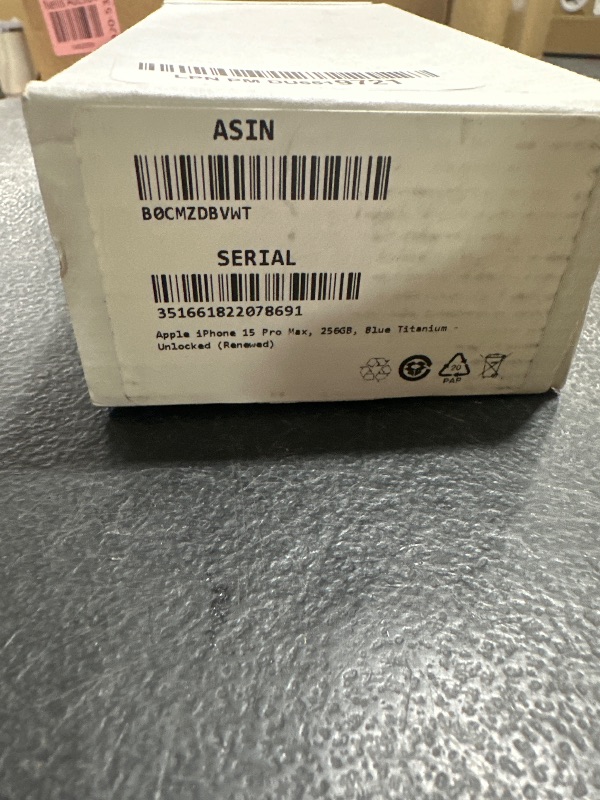 ASIN
B0CMZDBVWT
SERIAL
351661822078691
Apple iPhone 15 Pro Max, 256GB, Blue Titanium -
Unlocked (Renewed)
20
PAP